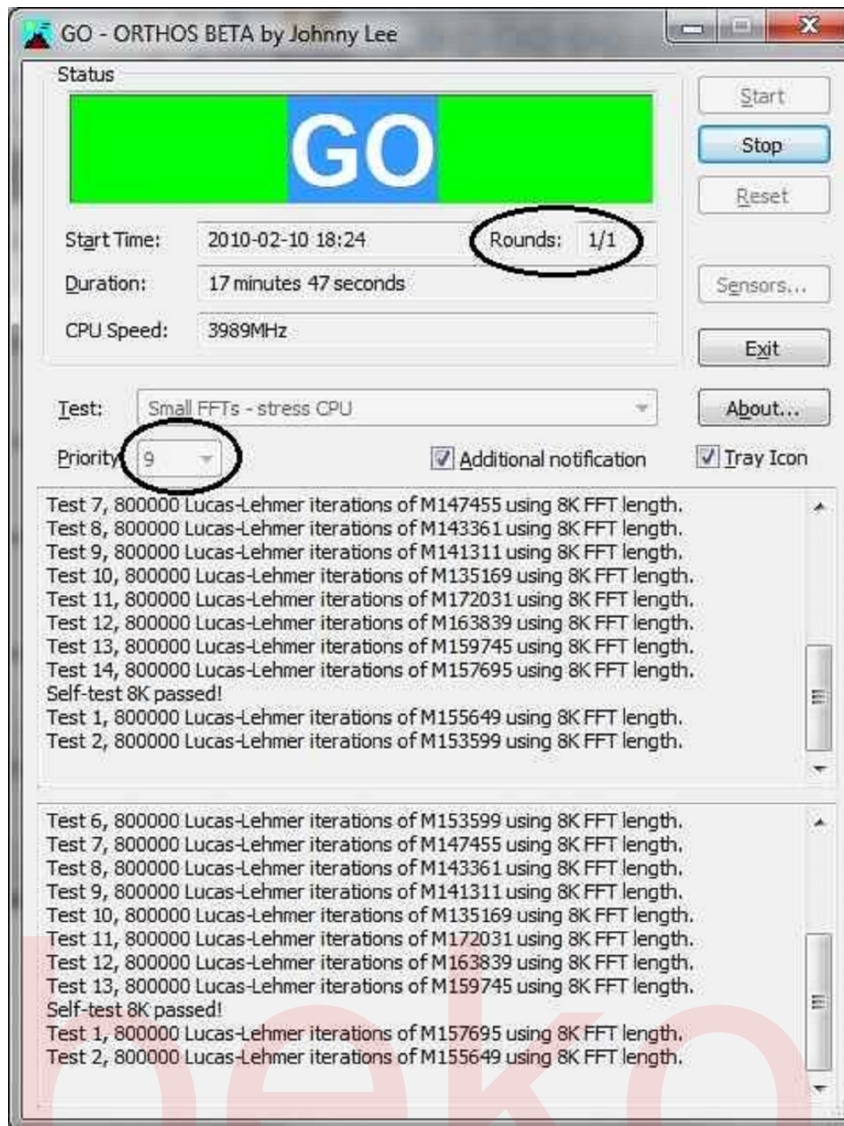 GO - ORTHOS BETA by Johnny Lee
Status
GO
Start
Stop
Reset
Start Time: 2010-02-10 18:24 Rounds: 1/1
Duration: 17 minutes 47 seconds
Sensors...
CPU Speed: 3989MHz
Exit
Test: Small FFTs - stress CPU
About...
Priority 9 Additional notification Tray Icon
Test 7, 800000 Lucas-Lehmer iterations of M147455 using 8K FFT length.
Test 8, 800000 Lucas-Lehmer iterations of M143361 using 8K FFT length.
Test 9, 800000 Lucas-Lehmer iterations of M141311 using 8K FFT length.
Test 10, 800000 Lucas-Lehmer iterations of M135169 using 8K FFT length.
Test 11, 800000 Lucas-Lehmer iterations of M172031 using 8K FFT length.
Test 12, 800000 Lucas-Lehmer iterations of M163839 using 8K FFT length.
Test 13, 800000 Lucas-Lehmer iterations of M159745 using 8K FFT length.
Test 14, 800000 Lucas-Lehmer iterations of M157695 using 8K FFT length.
Self-test 8K passed!
Test 1, 800000 Lucas-Lehmer iterations of M155649 using 8K FFT length.
Test 2, 800000 Lucas-Lehmer iterations of M153599 using 8K FFT length.
Test 6, 800000 Lucas-Lehmer iterations of M153599 using 8K FFT length.
Test 7, 800000 Lucas-Lehmer iterations of M147455 using 8K FFT length.
Test 8, 800000 Lucas-Lehmer iterations of M143361 using 8K FFT length.
Test 9, 800000 Lucas-Lehmer iterations of M141311 using 8K FFT length.
Test 10, 800000 Lucas-Lehmer iterations of M135169 using 8K FFT length.
Test 11, 800000 Lucas-Lehmer iterations of M172031 using 8K FFT length.
Test 12, 800000 Lucas-Lehmer iterations of M163839 using 8K FFT length.
Test 13, 800000 Lucas-Lehmer iterations of M159745 using 8K FFT length.
Self-test 8K passed!
Test 1, 800000 Lucas-Lehmer iterations of M157695 using 8K FFT length.
Test 2, 800000 Lucas-Lehmer iterations of M155649 using 8K FFT length.